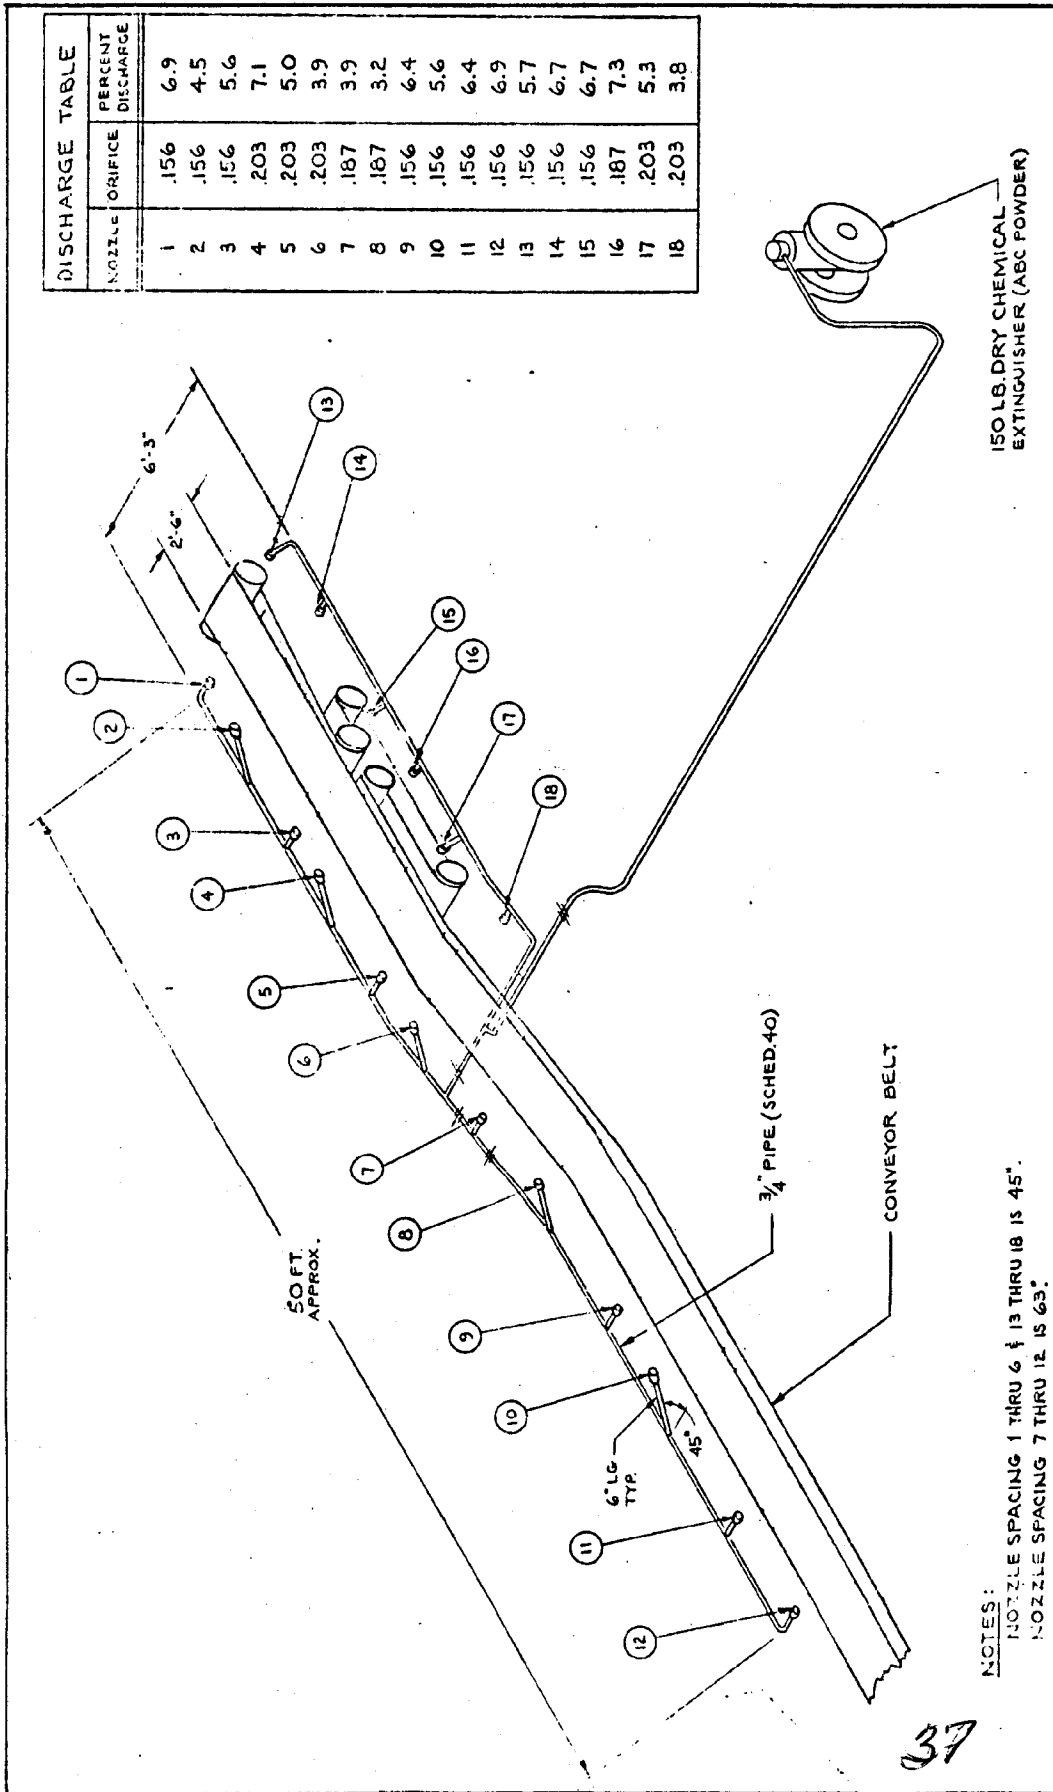 DISCHARGE TABLE
NOZZLE ORIFICE PERCENT DISCHARGE
1 .156 6.9
2 .156 4.5
3 .156 5.6
4 .203 7.1
5 .203 5.0
6 .203 3.9
7 .187 3.9
8 .187 3.2
9 .156 6.4
10 .156 5.6
11 .156 6.4
12 .156 6.9
13 .156 5.7
14 .156 6.7
15 .156 6.7
16 .187 7.3
17 .203 5.3
18 .203 3.8
6'-3"
2'-6"
50 FT.
APPROX.
1
2
3
4
5
6
7
8
9
10
11
12
13
14
15
16
17
18
6" LG
TYP.
45°
3/4" PIPE (SCHED. 40)
CONVEYOR BELT
150 LB. DRY CHEMICAL
EXTINGUISHER (ABC POWDER)
NOTES:
NOZZLE SPACING 1 THRU 6 & 13 THRU 18 IS 45".
NOZZLE SPACING 7 THRU 12 IS 63".
37